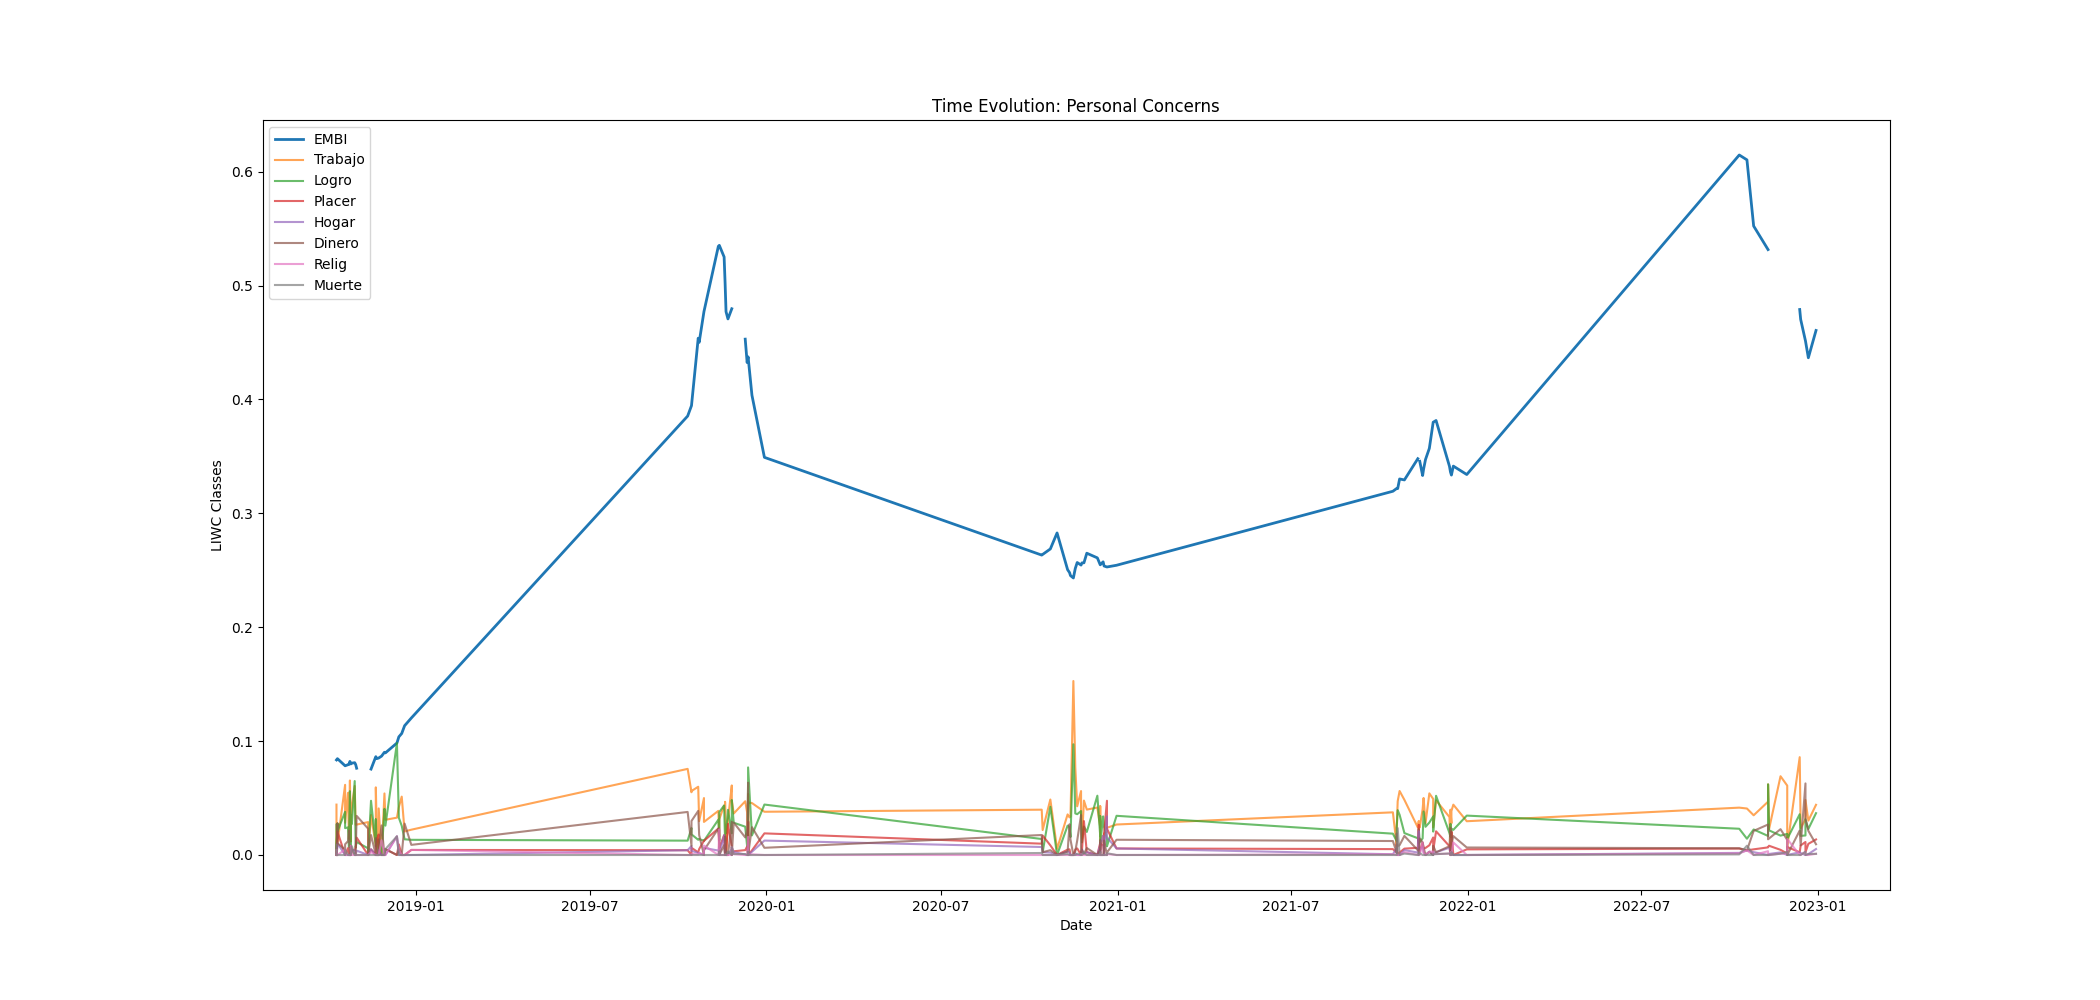 Time Evolution: Personal Concerns
EMBI
Trabajo
Logro
Placer
Hogar
Dinero
Relig
Muerte
LIWC Classes
0.6
0.5
0.4
0.3
0.2
0.1
0.0
2019-01
2019-07
2020-01
2020-07
2021-01
2021-07
2022-01
2022-07
2023-01
Date